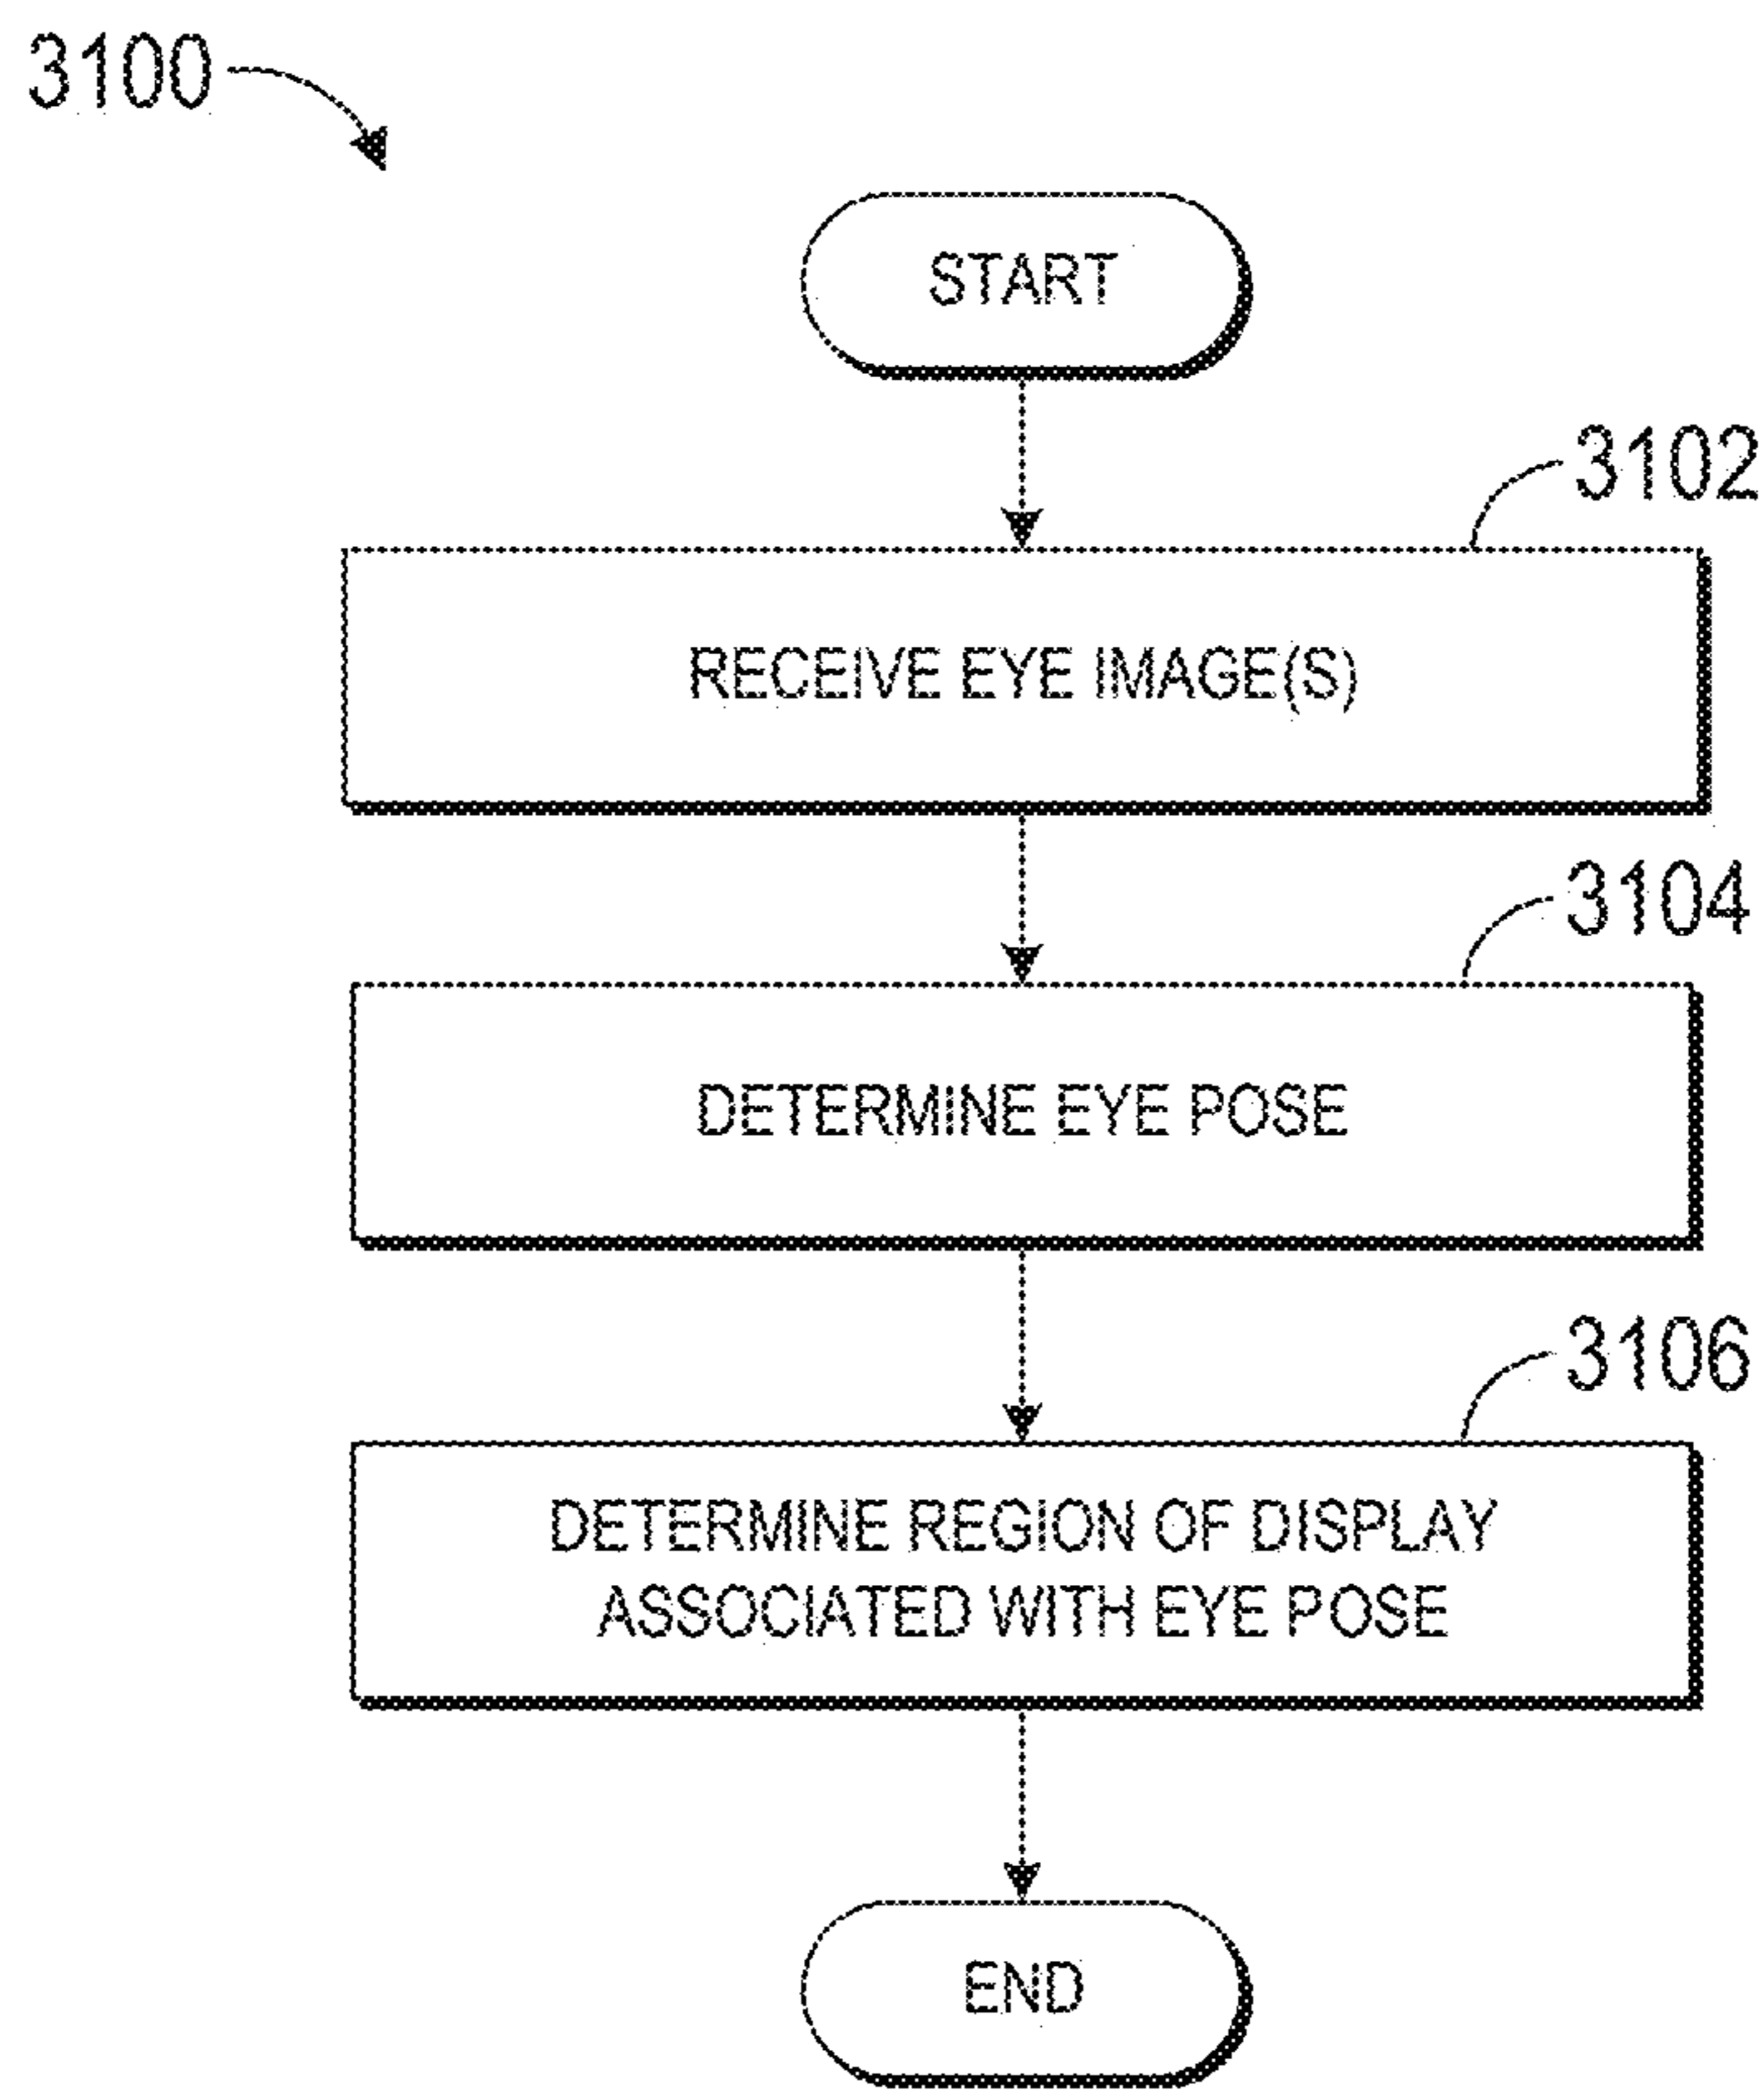 3100
START
3102
RECEIVE EYE IMAGE(S)
3104
DETERMINE EYE POSE
3106
DETERMINE REGION OF DISPLAY
ASSOCIATED WITH EYE POSE
END